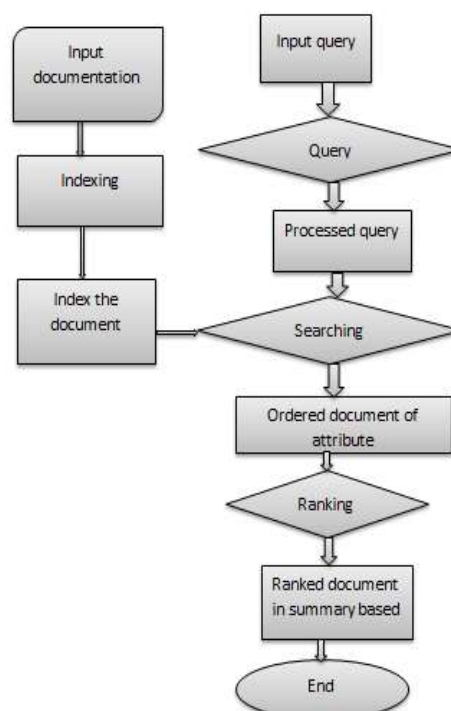 Input
documentation
Indexing
Index the
document
Input query
Query
Processed query
Searching
Ordered document of
attribute
Ranking
Ranked document
in summary based
End